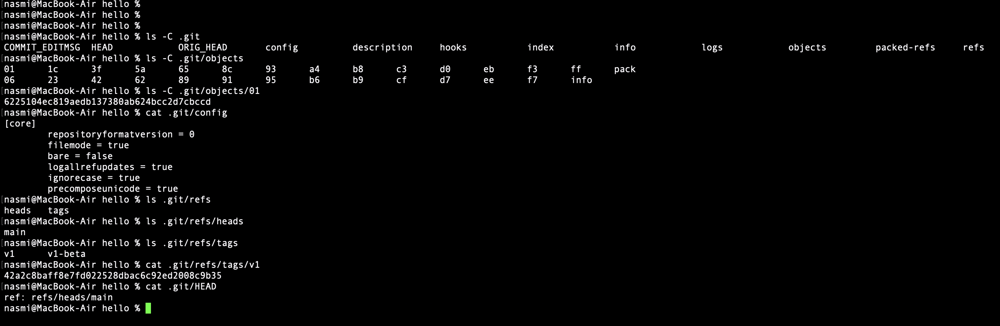 nasmi@MacBook-Air hello %
nasmi@MacBook-Air hello %
nasmi@MacBook-Air hello %
nasmi@MacBook-Air hello % ls -C .git
COMMIT_EDITMSG HEAD ORIG_HEAD config description hooks index info logs objects packed-refs refs
nasmi@MacBook-Air hello % ls -C .git/objects
01 1c 3f 5a 65 8c 93 a4 b8 c3 d0 eb f3 ff pack
06 23 42 62 89 91 95 b6 b9 cf d7 ee f7 info
nasmi@MacBook-Air hello % ls -C .git/objects/01
6225104ec819aedb137380ab624bcc2d7cbccd
nasmi@MacBook-Air hello % cat .git/config
[core]
repositoryformatversion = 0
filemode = true
bare = false
logallrefupdates = true
ignorecase = true
precomposeunicode = true
nasmi@MacBook-Air hello % ls .git/refs
heads tags
nasmi@MacBook-Air hello % ls .git/refs/heads
main
nasmi@MacBook-Air hello % ls .git/refs/tags
v1 v1-beta
nasmi@MacBook-Air hello % cat .git/refs/tags/v1
42a2c8baff8e7fd022528dbac6c92ed2008c9b35
nasmi@MacBook-Air hello % cat .git/HEAD
ref: refs/heads/main
nasmi@MacBook-Air hello %